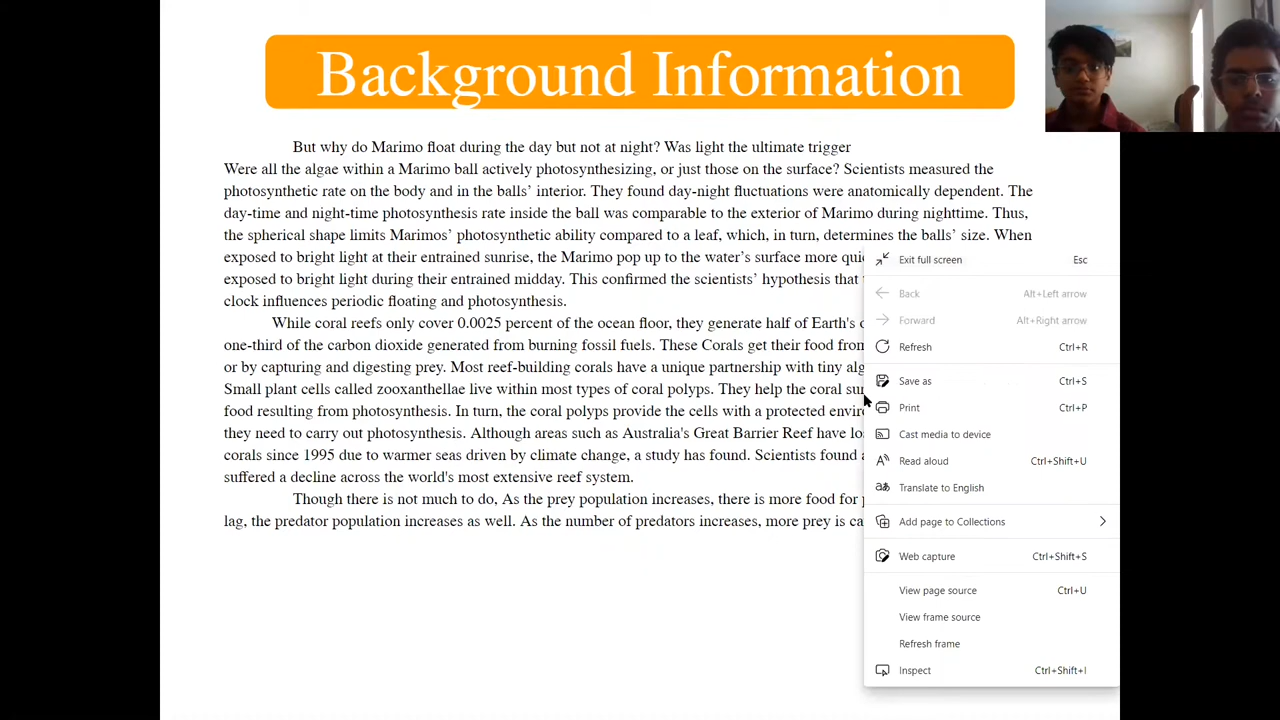 Background Information
But why do Marimo float during the day but not at night? Was light the ultimate trigger
Were all the algae within a Marimo ball actively photosynthesizing, or just those on the surface? Scientists measured the
photosynthetic rate on the body and in the balls' interior. They found day-night fluctuations were anatomically dependent. The
day-time and night-time photosynthesis rate inside the ball was comparable to the exterior of Marimo during nighttime. Thus,
the spherical shape limits Marimos' photosynthetic ability compared to a leaf, which, in turn, determines the balls' size. When
exposed to bright light at their entrained sunrise, the Marimo pop up to the water's surface more
exposed to bright light during their entrained midday. This confirmed the scientists' hypothesis that
clock influences periodic floating and photosynthesis.
While coral reefs only cover 0.0025 percent of the ocean floor, they generate half of Earth's
one-third of the carbon dioxide generated from burning fossil fuels. These Corals get their food from
or by capturing and digesting prey. Most reef-building corals have a unique partnership with tiny
Small plant cells called zooxanthellae live within most types of coral polyps. They help the coral
food resulting from photosynthesis. In turn, the coral polyps provide the cells with a protected
they need to carry out photosynthesis. Although areas such as Australia's Great Barrier Reef have
corals since 1995 due to warmer seas driven by climate change, a study has found. Scientists found
suffered a decline across the world's most extensive reef system.
Though there is not much to do, As the prey population increases, there is more food for
lag, the predator population increases as well. As the number of predators increases, more prey is
Exit full screen Esc
Back Alt+Left arrow
Forward Alt+Right arrow
Refresh Ctrl+R
Save as Ctrl+S
Print Ctrl+P
Cast media to device
Read aloud Ctrl+Shift+U
Translate to English
Add page to Collections
Web capture Ctrl+Shift+S
View page source Ctrl+U
View frame source
Refresh frame
Inspect Ctrl+Shift+I